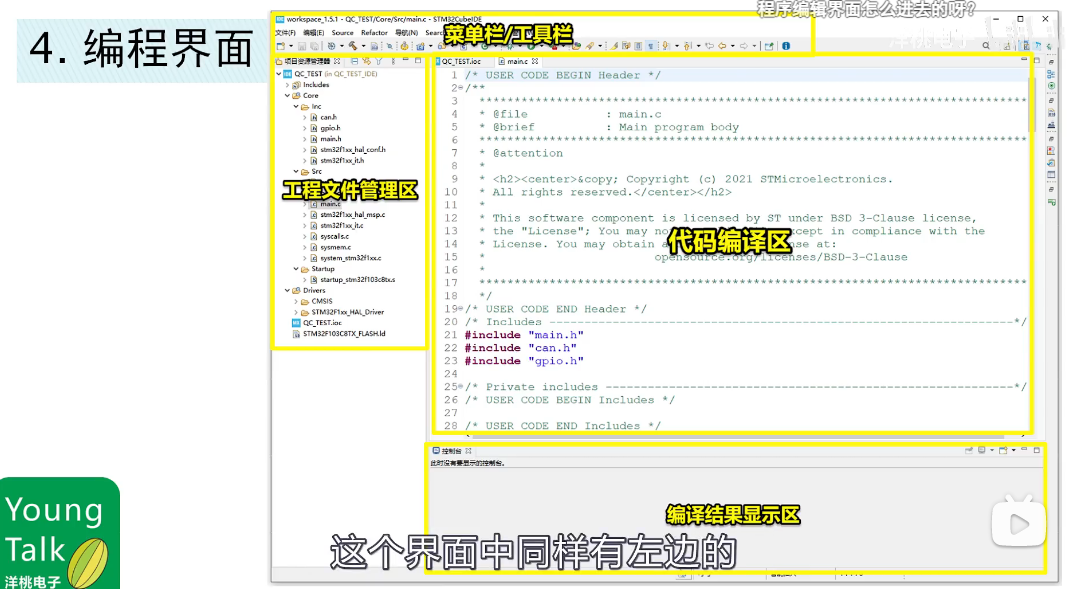 程序编辑界面怎么进去的呀?
4. 编程界面
workspace_1.5.1 - QC_TEST/Core/Src/main.c - STM32CubeIDE
文件(F) 编辑(E) Source Refactor 导航(N)
菜单栏/工具栏
项目资源管理器
QC_TEST (in QC_TEST_IDE)
Includes
Core
Inc
can.h
gpio.h
main.h
stm32f1xx_hal_conf.h
stm32f1xx_it.h
Src
工程文件管理区
main.c
stm32f1xx_hal_msp.c
stm32f1xx_it.c
syscalls.c
sysmem.c
system_stm32f1xx.c
Startup
startup_stm32f103c8tx.s
Drivers
CMSIS
STM32F1xx_HAL_Driver
QC_TEST.ioc
STM32F103C8TX_FLASH.ld
QC_TEST.ioc main.c
1 /* USER CODE BEGIN Header */
2 /**
3 ******************************************************************************
4 * @file : main.c
5 * @brief : Main program body
6 ******************************************************************************
7 * @attention
8 *
9 * <h2><center>&copy; Copyright (c) 2021 STMicroelectronics.
10 * All rights reserved.</center></h2>
11 *
12 * This software component is licensed by ST under BSD 3-Clause license,
13 * the "License"; You may not in compliance with the
14 * License. You may obtain at:
15 opensource.org/licenses/BSD-3-Clause
16 *
17 ******************************************************************************
18 */
19 /* USER CODE END Header */
20 /* Includes ------------------------------------------------------------------*/
21 #include "main.h"
22 #include "can.h"
23 #include "gpio.h"
24
25 /* Private includes ----------------------------------------------------------*/
26 /* USER CODE BEGIN Includes */
27
28 /* USER CODE END Includes */
代码编译区
控制台
此时没有要显示的控制台。
编译结果显示区
这个界面中同样有左边的
Young
Talk
洋桃电子